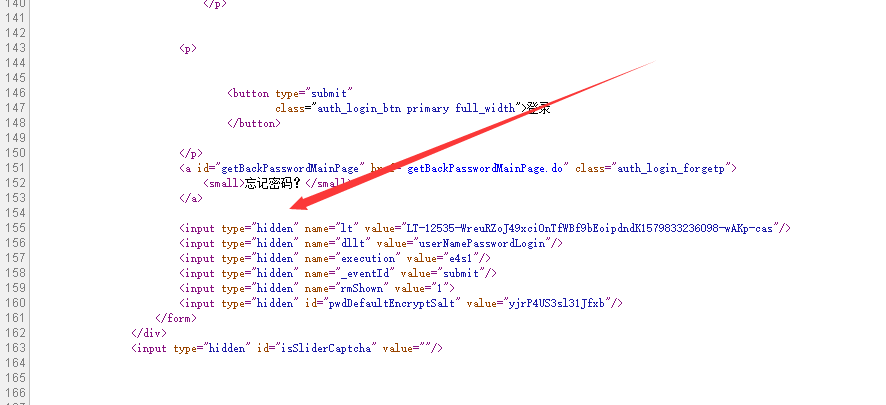 140 </p>
141
142
143 <p>
144
145
146 <button type="submit"
147 class="auth_login_btn primary full_width">登录
148 </button>
149
150 </p>
151 <a id="getBackPasswordMainPage" href="getBackPasswordMainPage.do" class="auth_login_forgetp">
152 <small>忘记密码？</small>
153 </a>
154
155 <input type="hidden" name="lt" value="LT-12535-WreuRZoJ49xci0nTfWBf9bEoipdndK1579833236098-wAKp-cas"/>
156 <input type="hidden" name="dllt" value="userNamePasswordLogin"/>
157 <input type="hidden" name="execution" value="e4s1"/>
158 <input type="hidden" name="_eventId" value="submit"/>
159 <input type="hidden" name="rmShown" value="1">
160 <input type="hidden" id="pwdDefaultEncryptSalt" value="yjrP4US3sl31Jfxb"/>
161 </form>
162 </div>
163 <input type="hidden" id="isSliderCaptcha" value=""/>
164
165
166